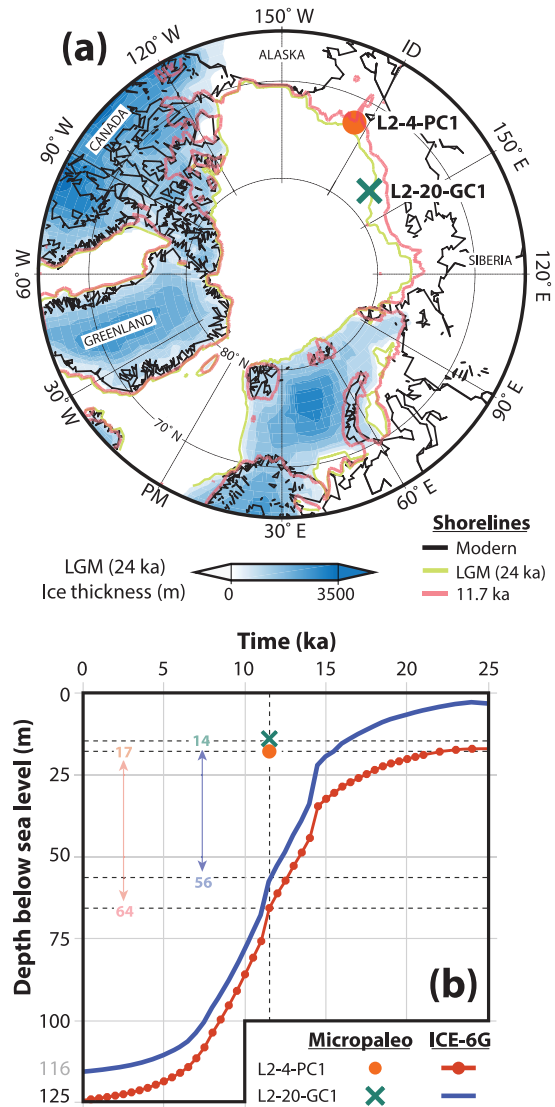 (a)
150° W
120° W
ID
ALASKA
L2-4-PC1
CANADA
150° E
90° W
L2-20-GC1
60° W
SIBERIA
120° E
GREENLAND
80° N
70° N
30° W
90° E
PM
60° E
30° E
Shorelines
Modern
LGM (24 ka)
11.7 ka
LGM (24 ka)
Ice thickness (m)
0
3500
Time (ka)
0 5 10 15 20 25
Depth below sea level (m)
0
14
17
25
50
56
64
75
100
116
125
(b)
Micropaleo ICE-6G
L2-4-PC1
L2-20-GC1